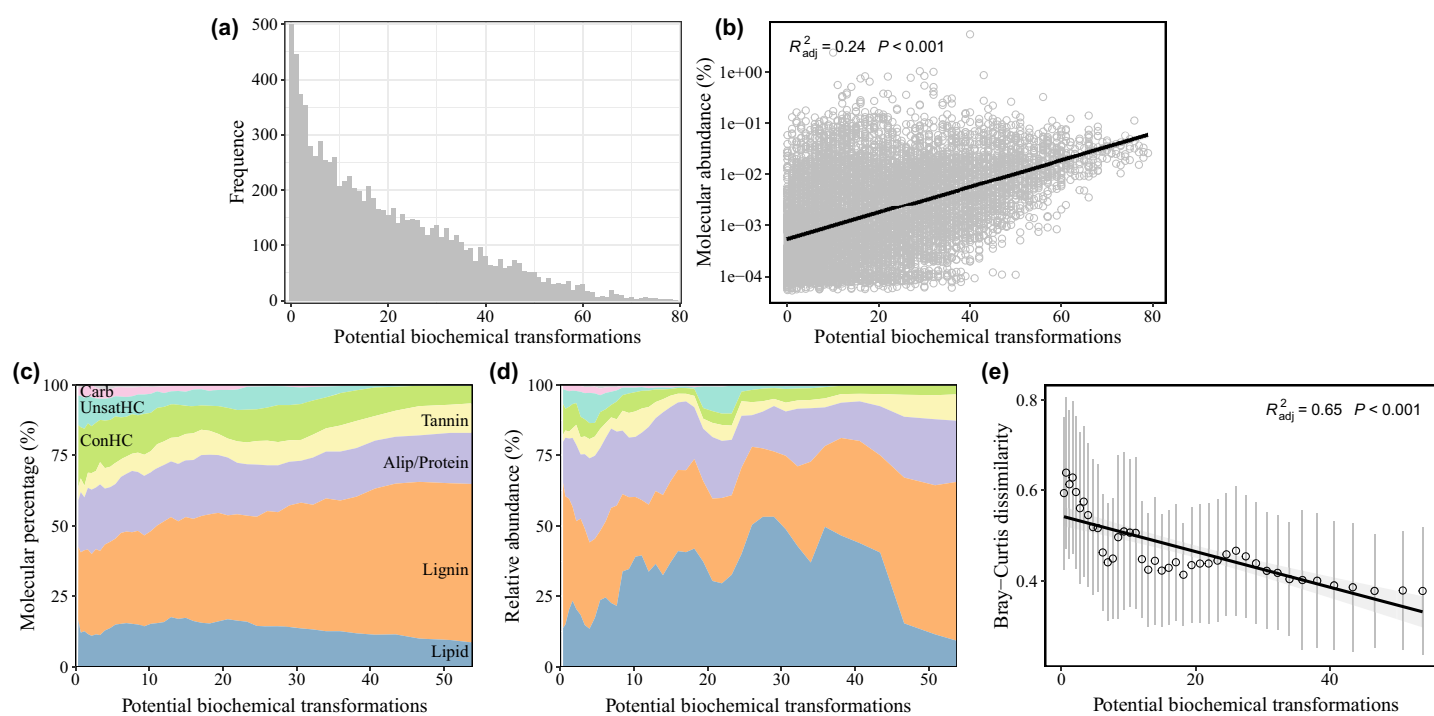 (a)
500
400
300
200
100
0
Frequence
0 20 40 60 80
Potential biochemical transformations
(b)
R²adj = 0.24 P < 0.001
1e+00
1e−01
1e−02
1e−03
1e−04
Molecular abundance (%)
0 20 40 60 80
Potential biochemical transformations
(c)
100
75
50
25
0
Molecular percentage (%)
Carb
UnsatHC
ConHC
Tannin
Alip/Protein
Lignin
Lipid
0 10 20 30 40 50
Potential biochemical transformations
(d)
100
75
50
25
0
Relative abundance (%)
0 10 20 30 40 50
Potential biochemical transformations
(e)
R²adj = 0.65 P < 0.001
0.8
0.6
0.4
Bray−Curtis dissimilarity
0 20 40
Potential biochemical transformations